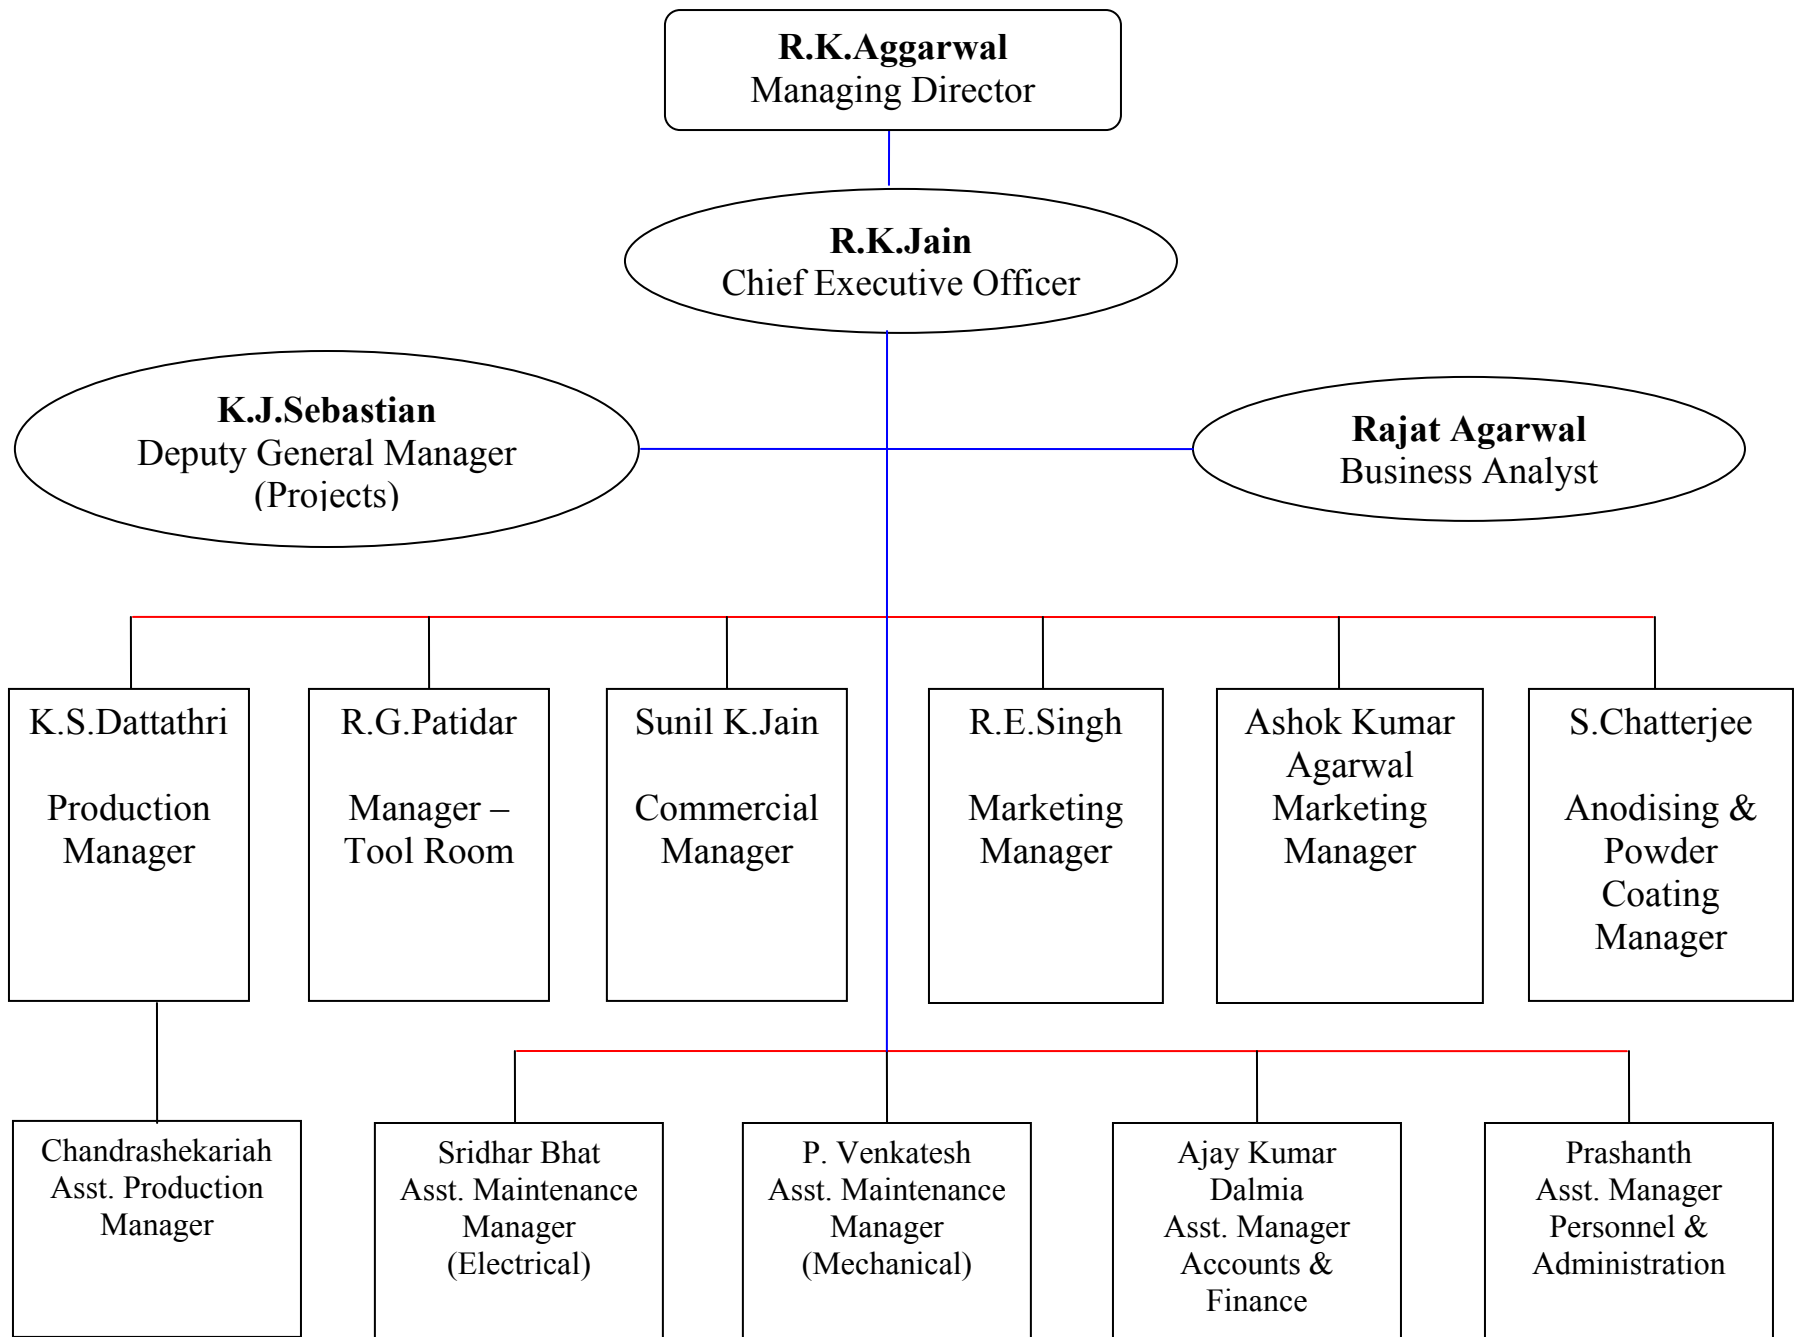 R.K.Aggarwal
Managing Director
R.K.Jain
Chief Executive Officer
K.J.Sebastian
Deputy General Manager
(Projects)
Rajat Agarwal
Business Analyst
K.S.Dattathri
Production
Manager
R.G.Patidar
Manager –
Tool Room
Sunil K.Jain
Commercial
Manager
R.E.Singh
Marketing
Manager
Ashok Kumar
Agarwal
Marketing
Manager
S.Chatterjee
Anodising &
Powder
Coating
Manager
Chandrashekariah
Asst. Production
Manager
Sridhar Bhat
Asst. Maintenance
Manager
(Electrical)
P. Venkatesh
Asst. Maintenance
Manager
(Mechanical)
Ajay Kumar
Dalmia
Asst. Manager
Accounts &
Finance
Prashanth
Asst. Manager
Personnel &
Administration